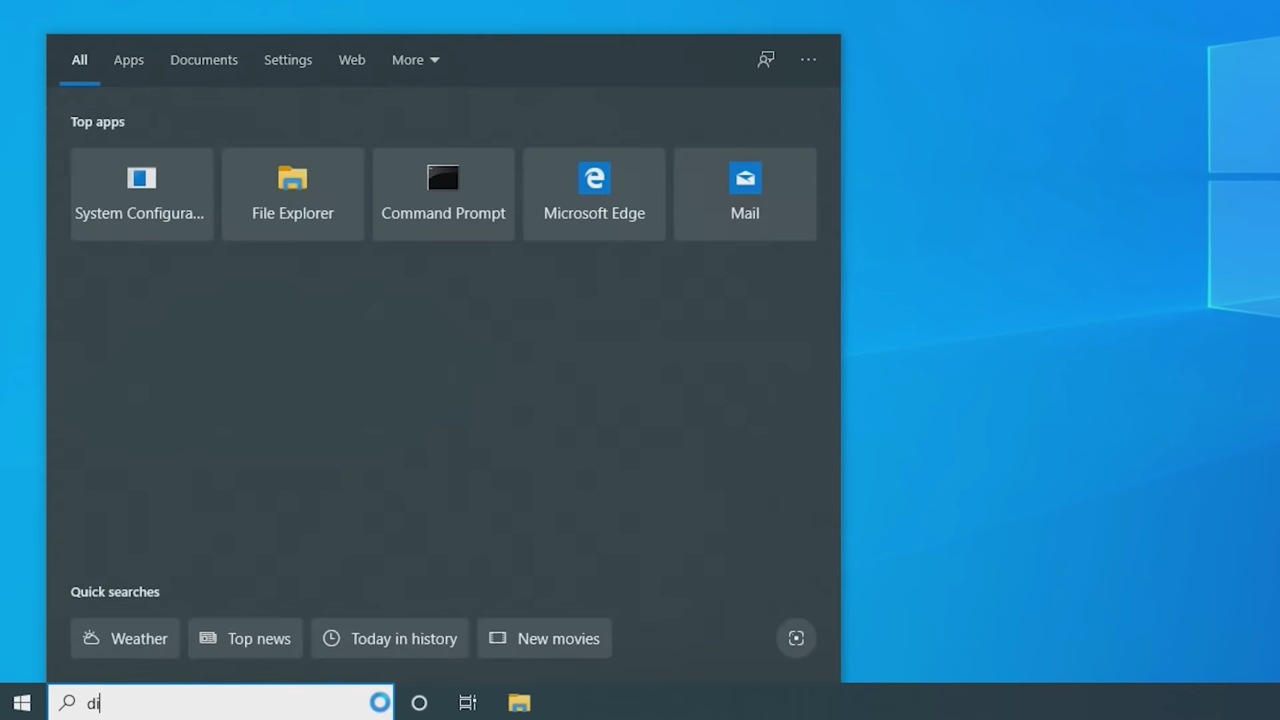 All Apps Documents Settings Web More
Top apps
System Configura... File Explorer Command Prompt Microsoft Edge Mail
Quick searches
Weather Top news Today in history New movies
di